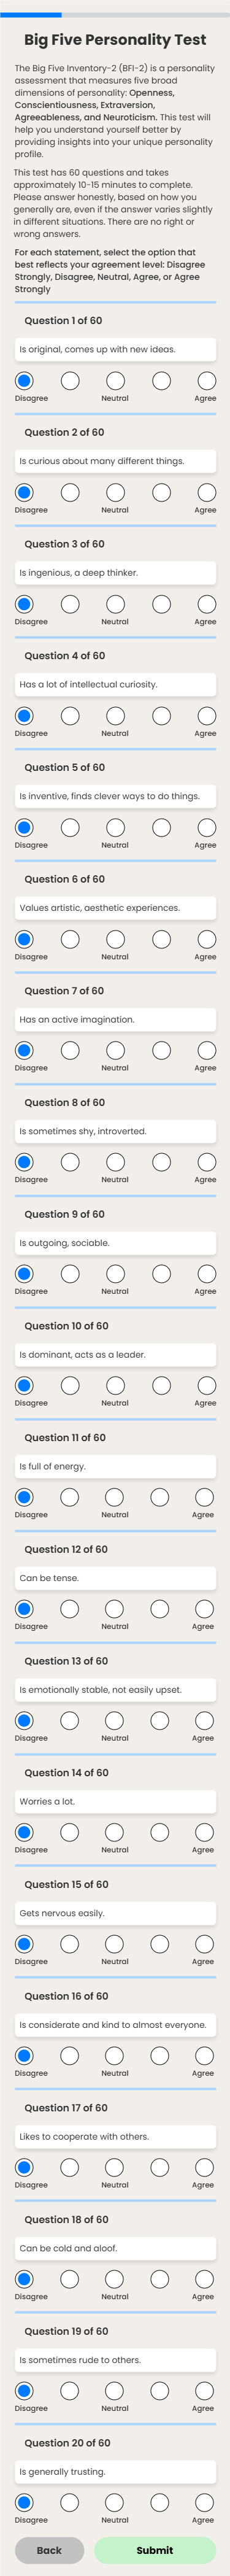 Big Five Personality Test
The Big Five Inventory-2 (BFI-2) is a personality
assessment that measures five broad
dimensions of personality: Openness,
Conscientiousness, Extraversion,
Agreeableness, and Neuroticism. This test will
help you understand yourself better by
providing insights into your unique personality
profile.
This test has 60 questions and takes
approximately 10-15 minutes to complete.
Please answer honestly, based on how you
generally are, even if the answer varies slightly
in different situations. There are no right or
wrong answers.
For each statement, select the option that
best reflects your agreement level: Disagree
Strongly, Disagree, Neutral, Agree, or Agree
Strongly
Question 1 of 60
Is original, comes up with new ideas.
Disagree Neutral Agree
Question 2 of 60
Is curious about many different things.
Disagree Neutral Agree
Question 3 of 60
Is ingenious, a deep thinker.
Disagree Neutral Agree
Question 4 of 60
Has a lot of intellectual curiosity.
Disagree Neutral Agree
Question 5 of 60
Is inventive, finds clever ways to do things.
Disagree Neutral Agree
Question 6 of 60
Values artistic, aesthetic experiences.
Disagree Neutral Agree
Question 7 of 60
Has an active imagination.
Disagree Neutral Agree
Question 8 of 60
Is sometimes shy, introverted.
Disagree Neutral Agree
Question 9 of 60
Is outgoing, sociable.
Disagree Neutral Agree
Question 10 of 60
Is dominant, acts as a leader.
Disagree Neutral Agree
Question 11 of 60
Is full of energy.
Disagree Neutral Agree
Question 12 of 60
Can be tense.
Disagree Neutral Agree
Question 13 of 60
Is emotionally stable, not easily upset.
Disagree Neutral Agree
Question 14 of 60
Worries a lot.
Disagree Neutral Agree
Question 15 of 60
Gets nervous easily.
Disagree Neutral Agree
Question 16 of 60
Is considerate and kind to almost everyone.
Disagree Neutral Agree
Question 17 of 60
Likes to cooperate with others.
Disagree Neutral Agree
Question 18 of 60
Can be cold and aloof.
Disagree Neutral Agree
Question 19 of 60
Is sometimes rude to others.
Disagree Neutral Agree
Question 20 of 60
Is generally trusting.
Disagree Neutral Agree
Back Submit